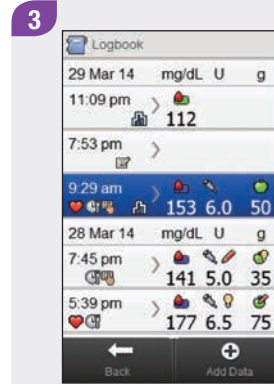 3
Logbook
29 Mar 14 mg/dL U g
11:09 pm
112
7:53 pm
9:29 am
153 6.0 50
28 Mar 14 mg/dL U g
7:45 pm
141 5.0 35
5:39 pm
177 6.5 75
Back Add Data